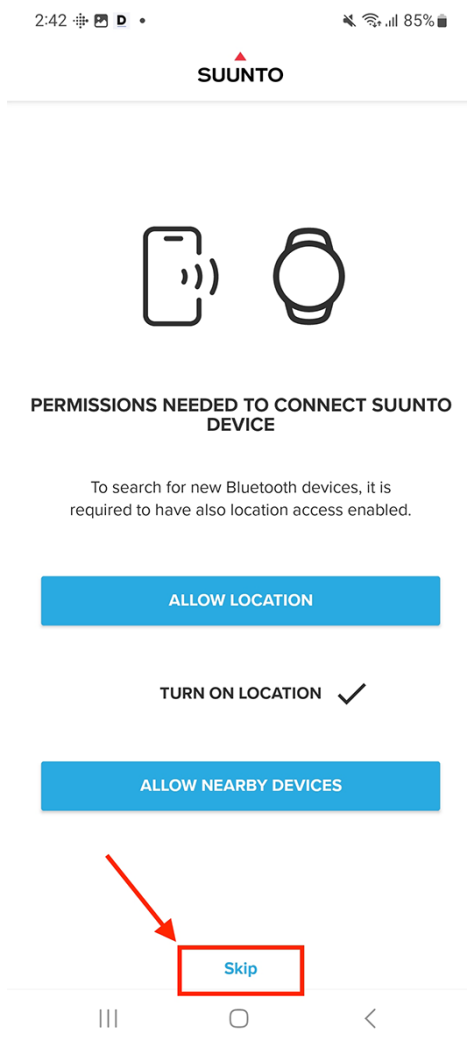 2:42 D 85%
SUUNTO
PERMISSIONS NEEDED TO CONNECT SUUNTO
DEVICE
To search for new Bluetooth devices, it is
required to have also location access enabled.
ALLOW LOCATION
TURN ON LOCATION
ALLOW NEARBY DEVICES
Skip